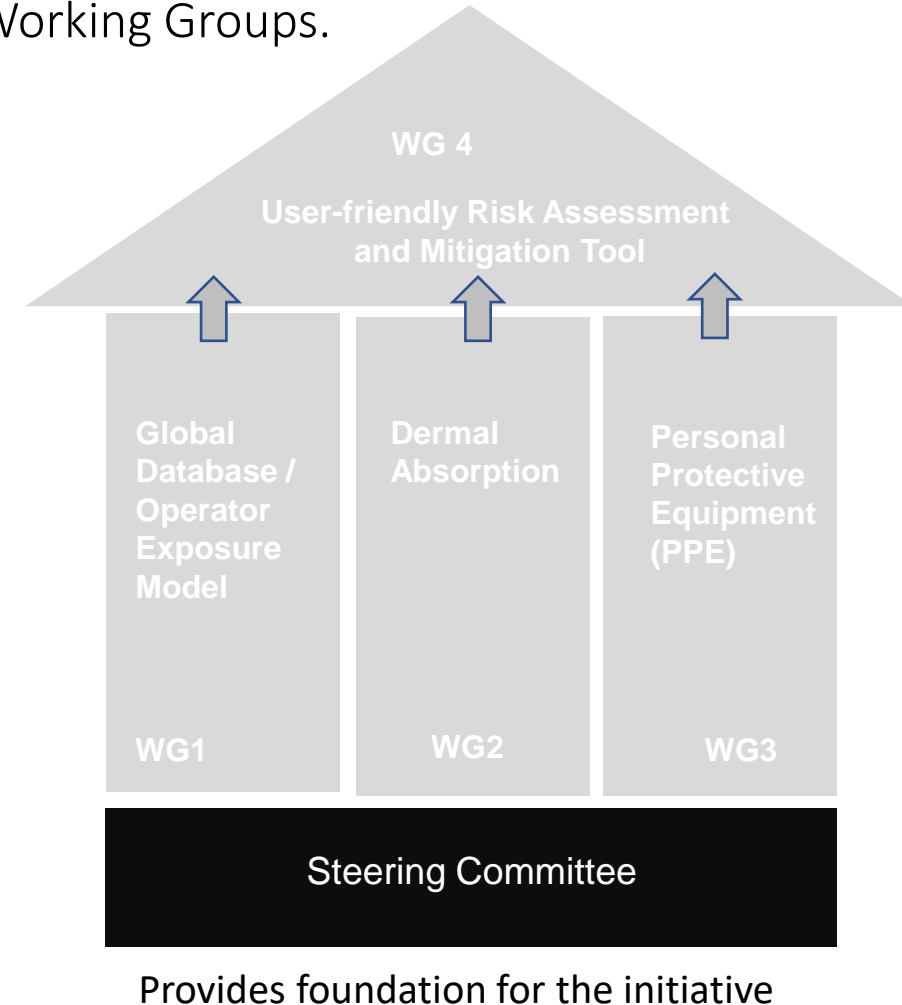 Working Groups.
WG 4
User-friendly Risk Assessment
and Mitigation Tool
Global
Database /
Operator
Exposure
Model
WG1
Dermal
Absorption
WG2
Personal
Protective
Equipment
(PPE)
WG3
Steering Committee
Provides foundation for the initiative